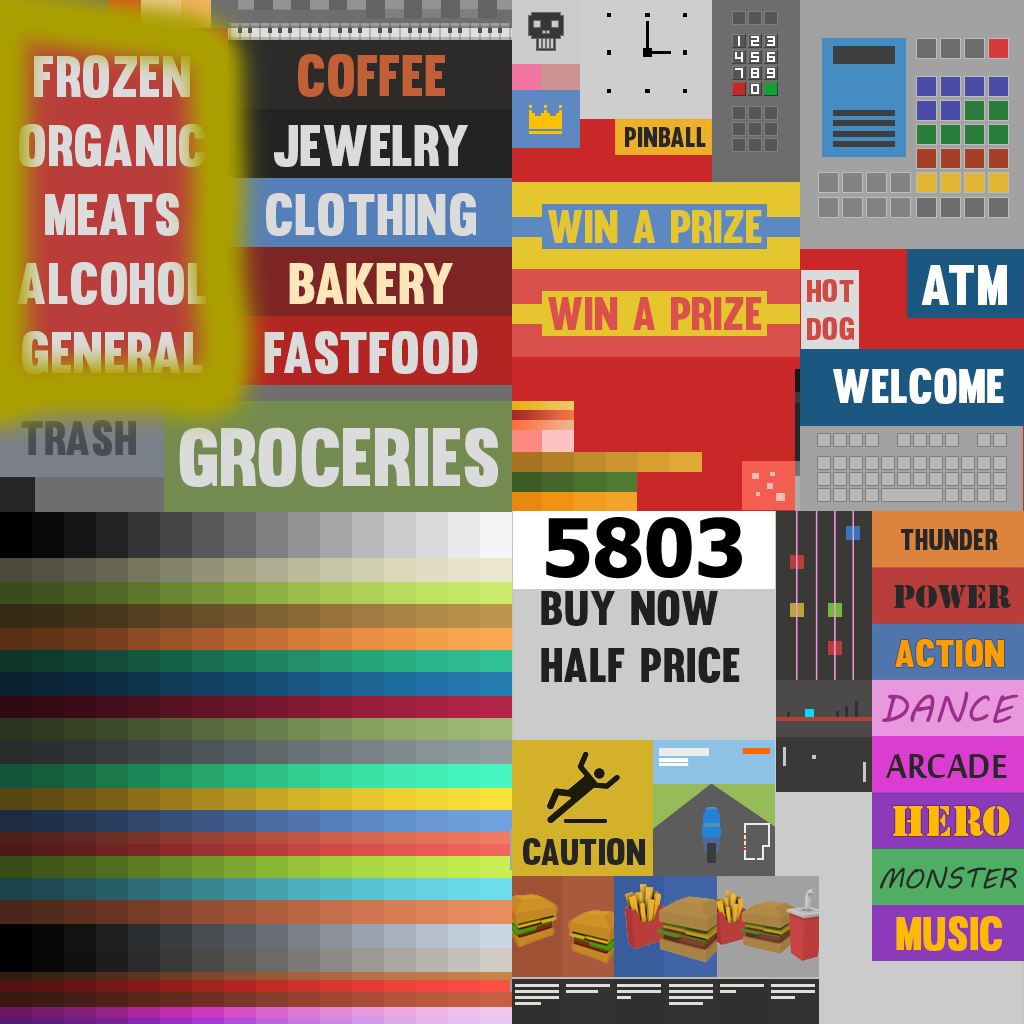 FROZEN
ORGANIC
MEATS
ALCOHOL
GENERAL
TRASH
COFFEE
JEWELRY
CLOTHING
BAKERY
FASTFOOD
GROCERIES
PINBALL
1 2 3
4 5 6
7 8 9
0
WIN A PRIZE
WIN A PRIZE
HOT
DOG
ATM
WELCOME
5803
BUY NOW
HALF PRICE
CAUTION
THUNDER
POWER
ACTION
DANCE
ARCADE
HERO
MONSTER
MUSIC